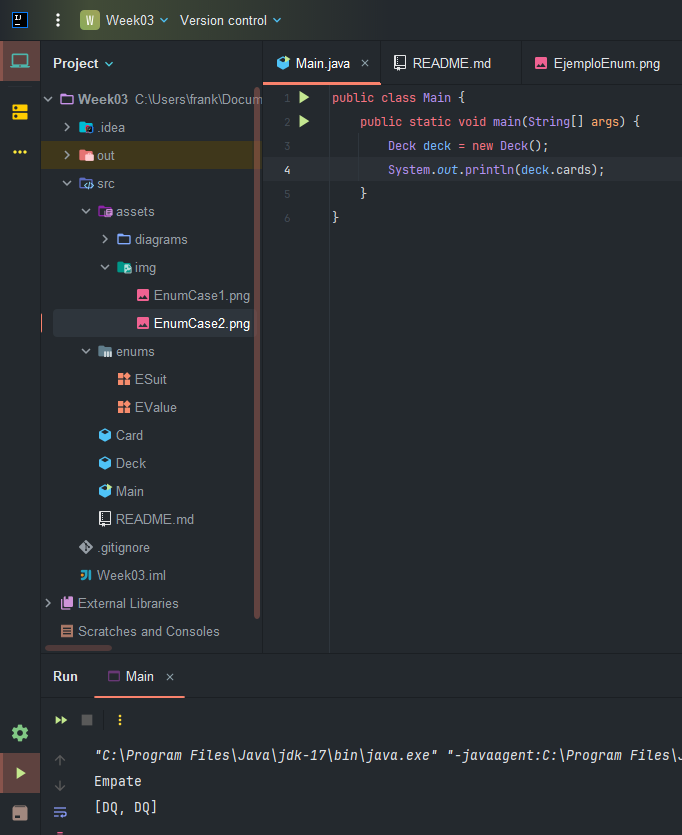 W Week03 Version control
Project
Main.java
README.md
EjemploEnum.png
Week03 C:\Users\frank\Docum
.idea
out
src
assets
diagrams
img
EnumCase1.png
EnumCase2.png
enums
ESuit
EValue
Card
Deck
Main
README.md
.gitignore
Week03.iml
External Libraries
Scratches and Consoles
1 public class Main {
2 public static void main(String[] args) {
3 Deck deck = new Deck();
4 System.out.println(deck.cards);
5 }
6 }
Run Main
"C:\Program Files\Java\jdk-17\bin\java.exe" "-javaagent:C:\Program Files\J
Empate
[DQ, DQ]